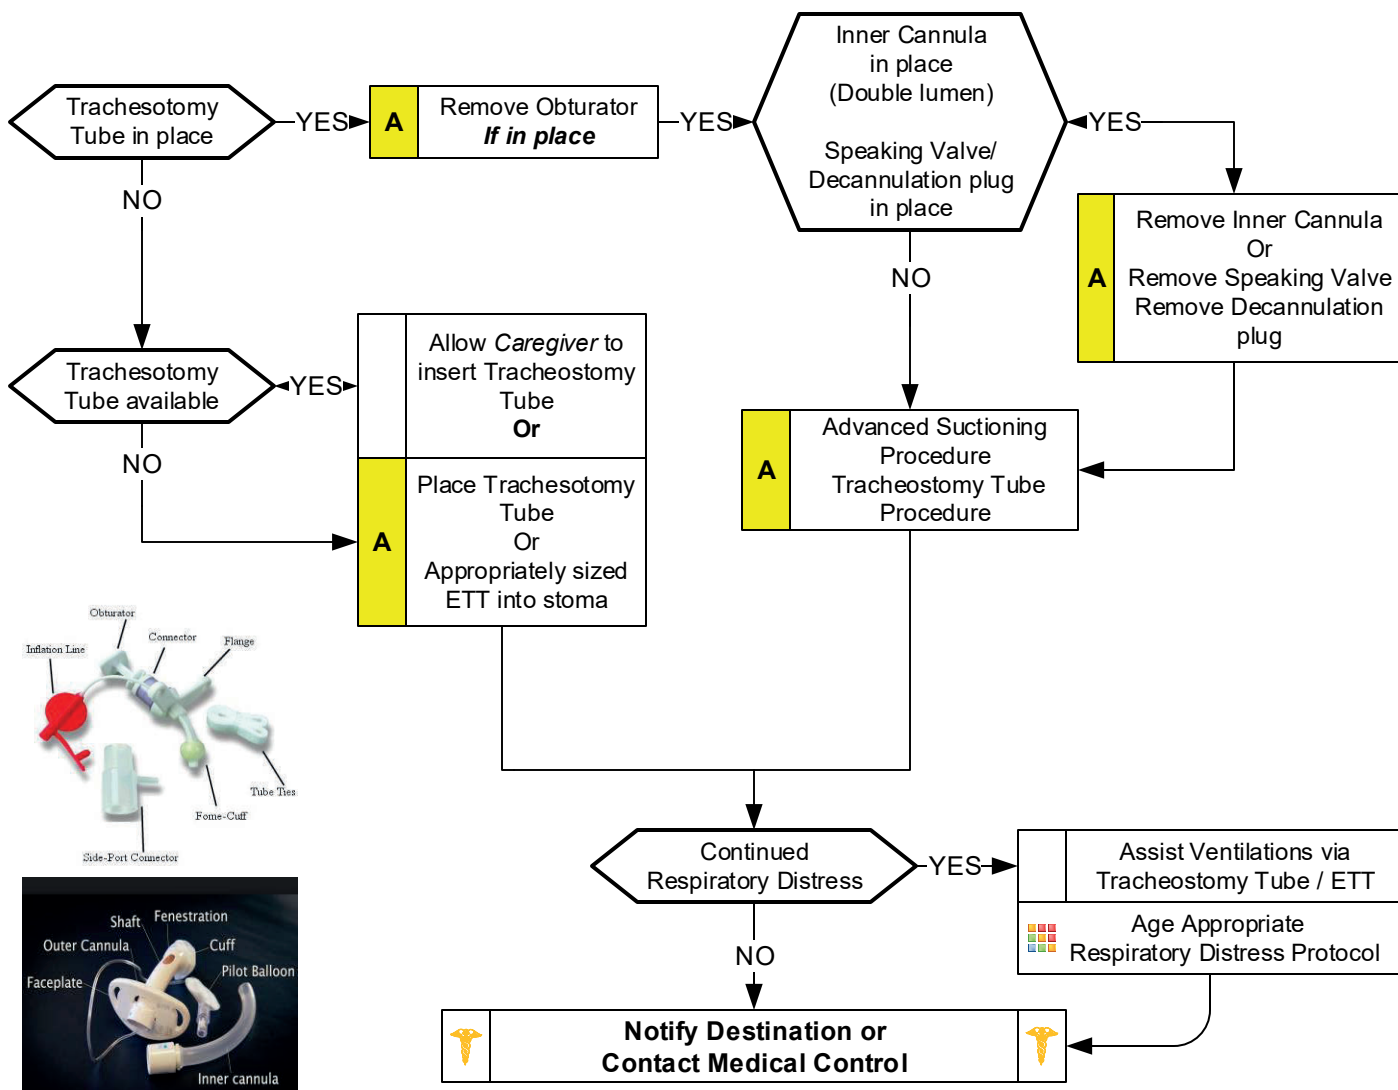 Trachesotomy
Tube in place
YES
A
Remove Obturator
If in place
YES
Inner Cannula
in place
(Double lumen)
Speaking Valve/
Decannulation plug
in place
YES
NO
NO
A
Remove Inner Cannula
Or
Remove Speaking Valve
Remove Decannulation
plug
Trachesotomy
Tube available
YES
Allow Caregiver to
insert Tracheostomy
Tube
Or
NO
A
Place Trachesotomy
Tube
Or
Appropriately sized
ETT into stoma
A
Advanced Suctioning
Procedure
Tracheostomy Tube
Procedure
Obturator
Connector
Flange
Inflation Line
Tube Ties
Fome-Cuff
Side-Port Connector
Continued
Respiratory Distress
YES
Assist Ventilations via
Tracheostomy Tube / ETT
Age Appropriate
Respiratory Distress Protocol
NO
Notify Destination or
Contact Medical Control
Fenestration
Shaft
Outer Cannula
Cuff
Faceplate
Pilot Balloon
Inner cannula